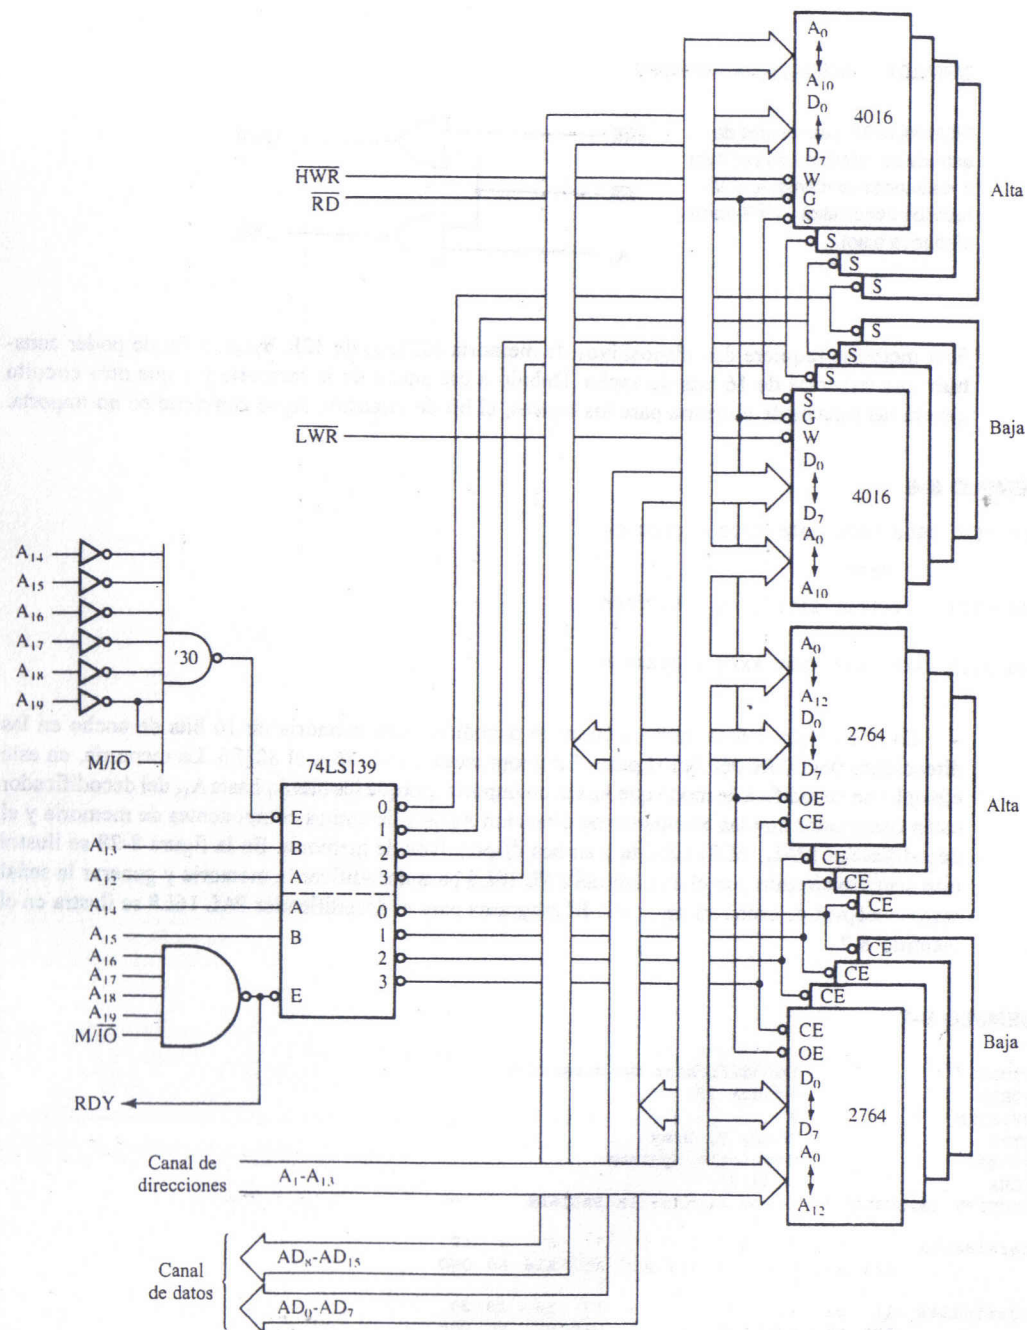 A0
A10
D0
D7
4016
HWR
RD
W
G
S
Alta
S
S
S
S
S
S
S
G
W
LWR
Baja
D0
D7
4016
A0
A10
A14
A15
A16
A17
A18
A19
'30
M/IO
74LS139
E
A13
B
A12
A
0
1
2
3
A14
A
A15
B
0
1
2
3
A16
A17
A18
A19
M/IO
E
RDY
A0
A12
D0
2764
D7
OE
CE
Alta
CE
CE
CE
CE
CE
CE
CE
OE
Baja
D0
D7
2764
A0
A12
Canal de
direcciones
A1-A13
AD8-AD15
Canal
de datos
AD0-AD7